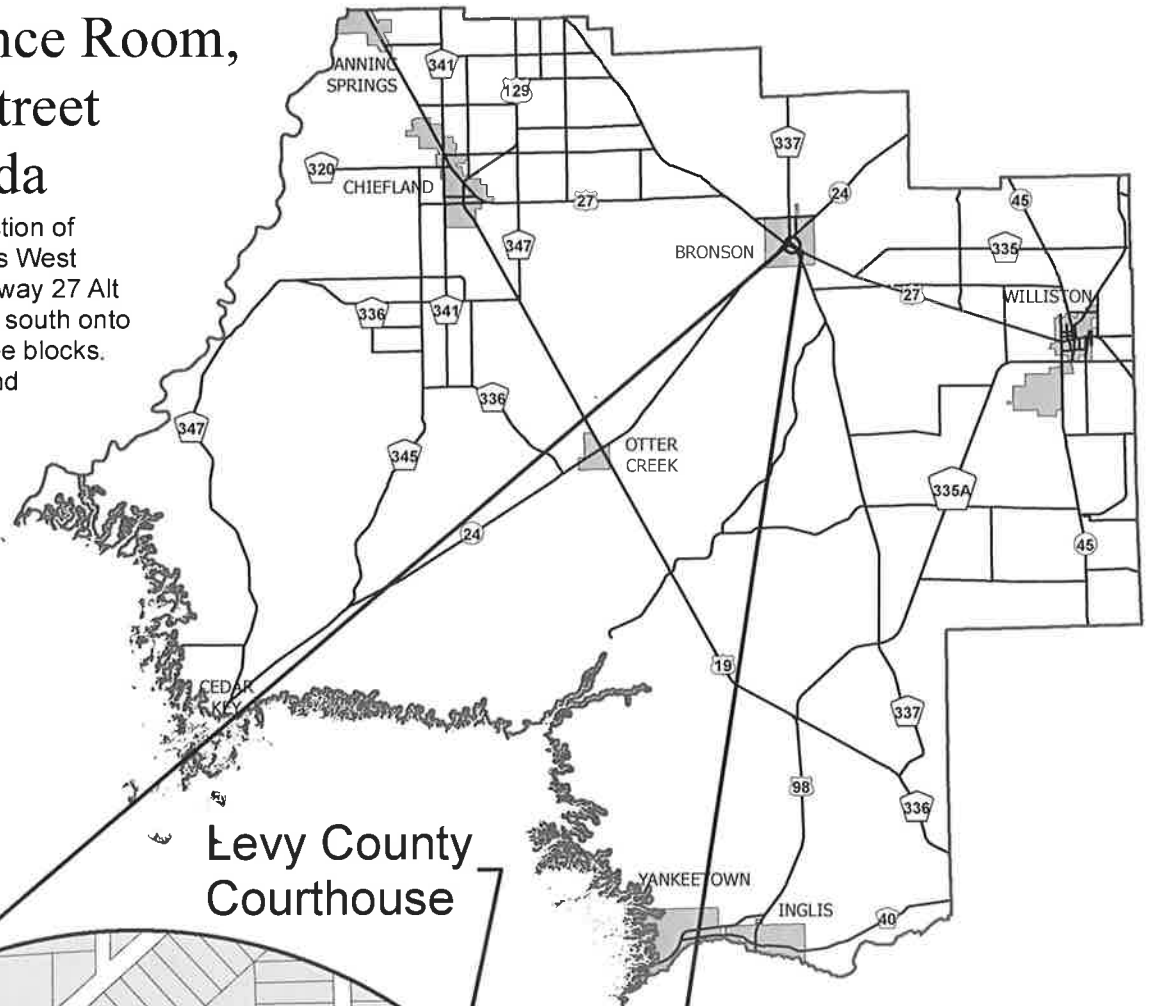 nce Room,
treet
da
tion of
s West
way 27 Alt
south onto
e blocks.
nd
ANNING
SPRINGS
341
129
320
CHIEFLAND
27
337
24
45
BRONSON
335
347
27
WILLISTON
336
341
336
347
345
OTTER
CREEK
335A
24
45
19
CEDAR
KEY
337
98
336
Levy County
Courthouse
YANKEETOWN
INGLIS
40